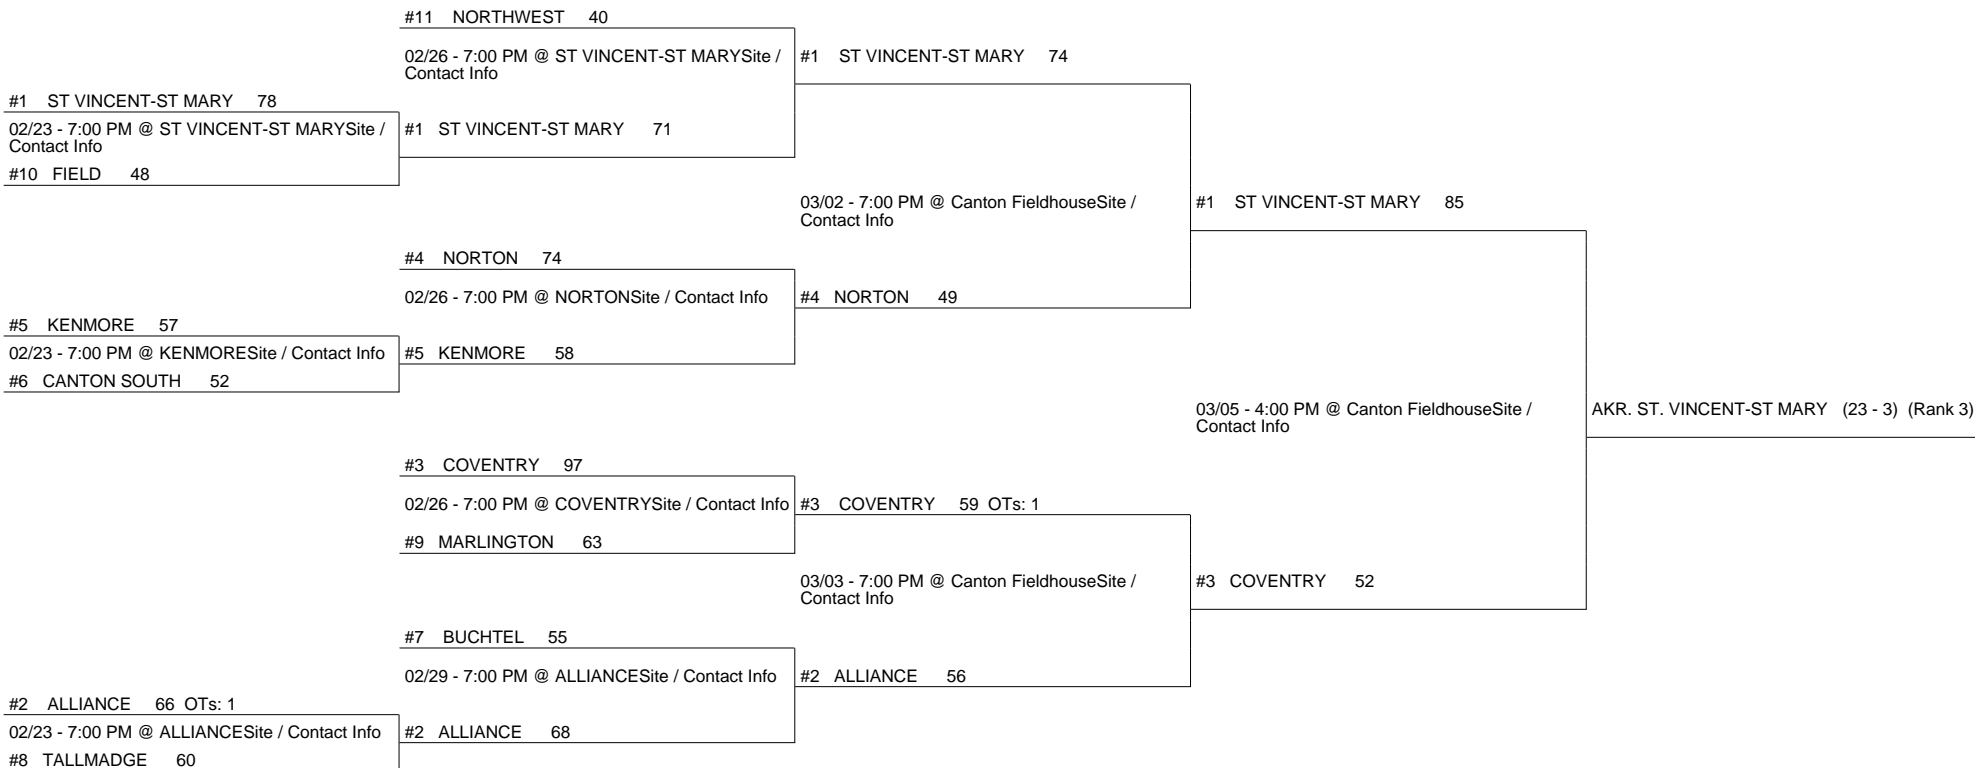 #11 NORTHWEST 40
02/26 - 7:00 PM @ ST VINCENT-ST MARYSite /
Contact Info
#1 ST VINCENT-ST MARY 74
#1 ST VINCENT-ST MARY 78
02/23 - 7:00 PM @ ST VINCENT-ST MARYSite /
Contact Info
#1 ST VINCENT-ST MARY 71
#10 FIELD 48
03/02 - 7:00 PM @ Canton FieldhouseSite /
Contact Info
#1 ST VINCENT-ST MARY 85
#4 NORTON 74
02/26 - 7:00 PM @ NORTONSite / Contact Info
#4 NORTON 49
#5 KENMORE 57
02/23 - 7:00 PM @ KENMORESite / Contact Info
#5 KENMORE 58
#6 CANTON SOUTH 52
03/05 - 4:00 PM @ Canton FieldhouseSite /
Contact Info
AKR. ST. VINCENT-ST MARY (23 - 3) (Rank 3)
#3 COVENTRY 97
02/26 - 7:00 PM @ COVENTRYSite / Contact Info
#3 COVENTRY 59 OTs: 1
#9 MARLINGTON 63
03/03 - 7:00 PM @ Canton FieldhouseSite /
Contact Info
#3 COVENTRY 52
#7 BUCHTEL 55
02/29 - 7:00 PM @ ALLIANCESite / Contact Info
#2 ALLIANCE 56
#2 ALLIANCE 66 OTs: 1
02/23 - 7:00 PM @ ALLIANCESite / Contact Info
#2 ALLIANCE 68
#8 TALLMADGE 60